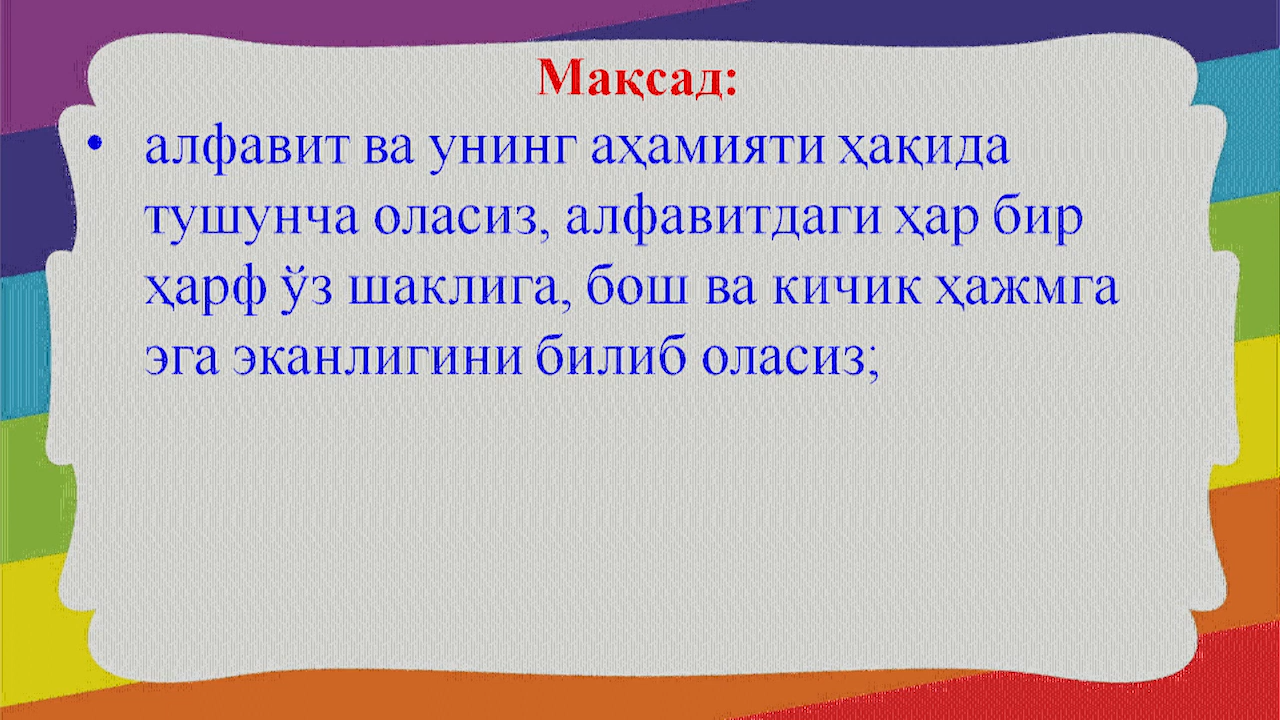 Мақсад:
• алфавит ва унинг аҳамияти ҳақида
тушунча оласиз, алфавитдаги ҳар бир
ҳарф ўз шаклига, бош ва кичик ҳажмга
эга эканлигини билиб оласиз;